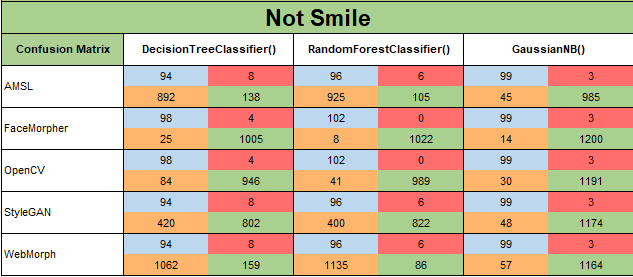 Not Smile
Confusion Matrix DecisionTreeClassifier() RandomForestClassifier() GaussianNB()
AMSL 94 8 96 6 99 3
892 138 925 105 45 985
FaceMorpher 98 4 102 0 99 3
25 1005 8 1022 14 1200
OpenCV 98 4 102 0 99 3
84 946 41 989 30 1191
StyleGAN 94 8 96 6 99 3
420 802 400 822 48 1174
WebMorph 94 8 96 6 99 3
1062 159 1135 86 57 1164